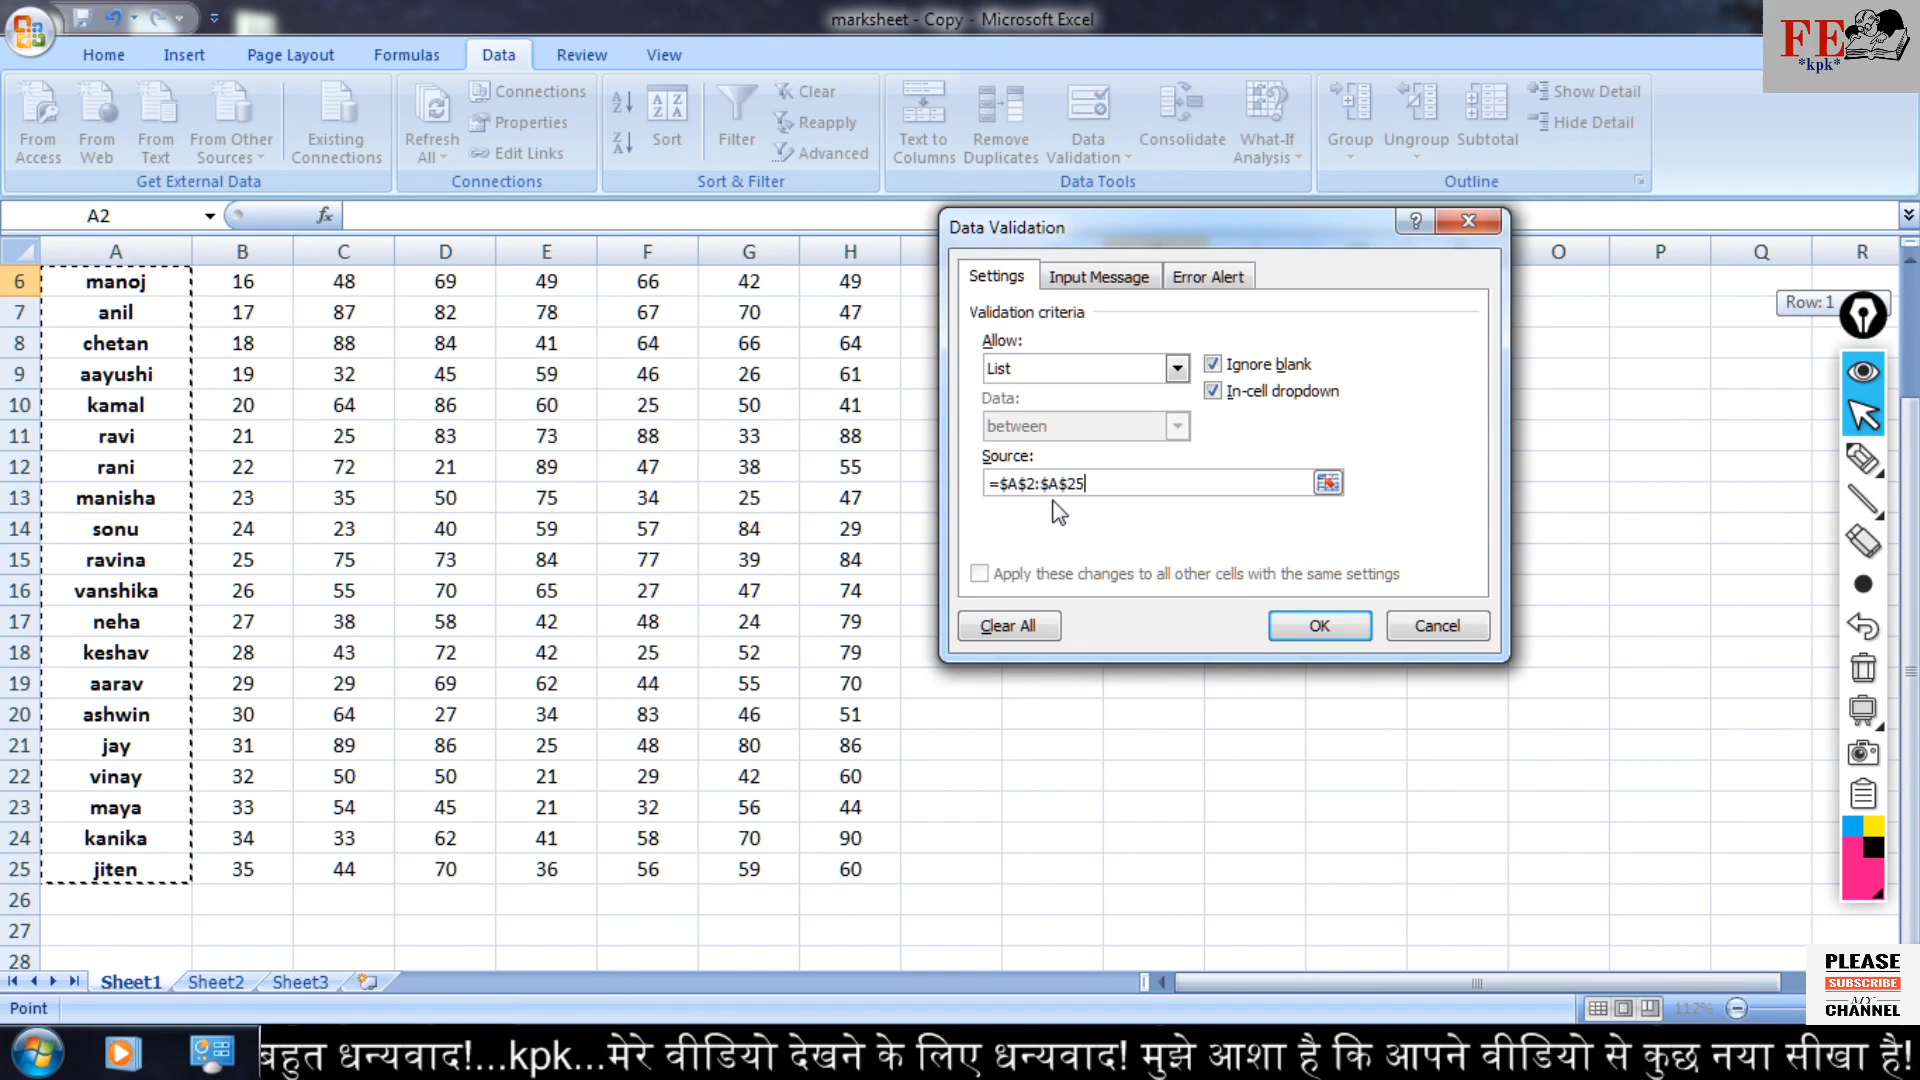 marksheet - Copy - Microsoft Excel
FE
*kpk*
Home Insert Page Layout Formulas Data Review View
From Access
From Web
From Text
From Other Sources
Existing Connections
Get External Data
Refresh All
Connections
Properties
Edit Links
Connections
Sort
Filter
Clear
Reapply
Advanced
Sort & Filter
Text to Columns
Remove Duplicates
Data Validation
Consolidate
What-If Analysis
Data Tools
Group
Ungroup
Subtotal
Show Detail
Hide Detail
Outline
A2 fx
A B C D E F G H O P Q R
6 manoj 16 48 69 49 66 42 49
7 anil 17 87 82 78 67 70 47
8 chetan 18 88 84 41 64 66 64
9 aayushi 19 32 45 59 46 26 61
10 kamal 20 64 86 60 25 50 41
11 ravi 21 25 83 73 88 33 88
12 rani 22 72 21 89 47 38 55
13 manisha 23 35 50 75 34 25 47
14 sonu 24 23 40 59 57 84 29
15 ravina 25 75 73 84 77 39 84
16 vanshika 26 55 70 65 27 47 74
17 neha 27 38 58 42 48 24 79
18 keshav 28 43 72 42 25 52 79
19 aarav 29 29 69 62 44 55 70
20 ashwin 30 64 27 34 83 46 51
21 jay 31 89 86 25 48 80 86
22 vinay 32 50 50 21 29 42 60
23 maya 33 54 45 21 32 56 44
24 kanika 34 33 62 41 58 70 90
25 jiten 35 44 70 36 56 59 60
26
27
28
Data Validation
Settings Input Message Error Alert
Validation criteria
Allow:
List
Ignore blank
In-cell dropdown
Data:
between
Source:
=$A$2:$A$25
Apply these changes to all other cells with the same settings
Clear All OK Cancel
Row: 1
Sheet1 Sheet2 Sheet3
Point
112%
PLEASE
SUBSCRIBE
MY
CHANNEL
बहुत धन्यवाद!...kpk...मेरे वीडियो देखने के लिए धन्यवाद! मुझे आशा है कि आपने वीडियो से कुछ नया सीखा है!